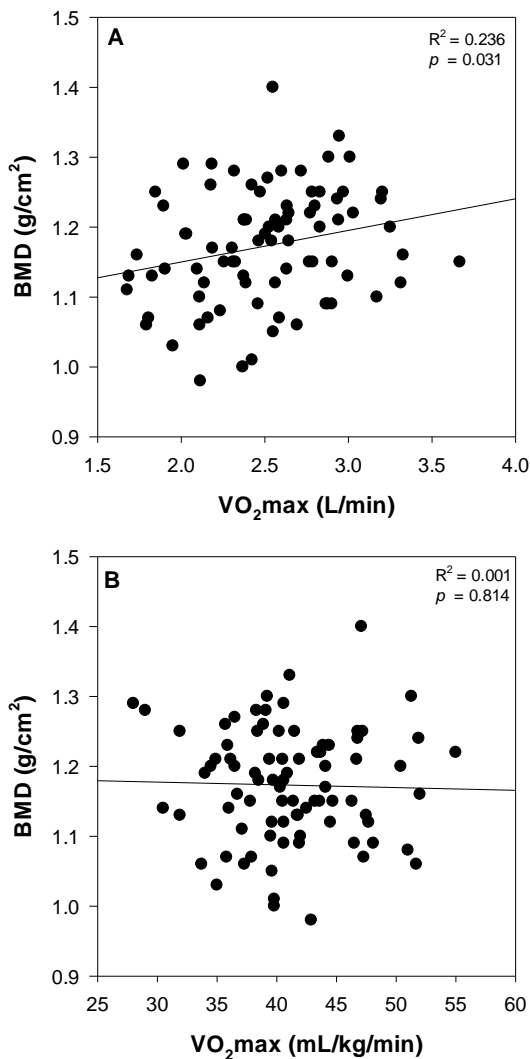 A
R² = 0.236
p = 0.031
1.5
1.4
1.3
1.2
1.1
1.0
0.9
BMD (g/cm²)
1.5 2.0 2.5 3.0 3.5 4.0
VO₂max (L/min)
B
R² = 0.001
p = 0.814
1.5
1.4
1.3
1.2
1.1
1.0
0.9
BMD (g/cm²)
25 30 35 40 45 50 55 60
VO₂max (mL/kg/min)